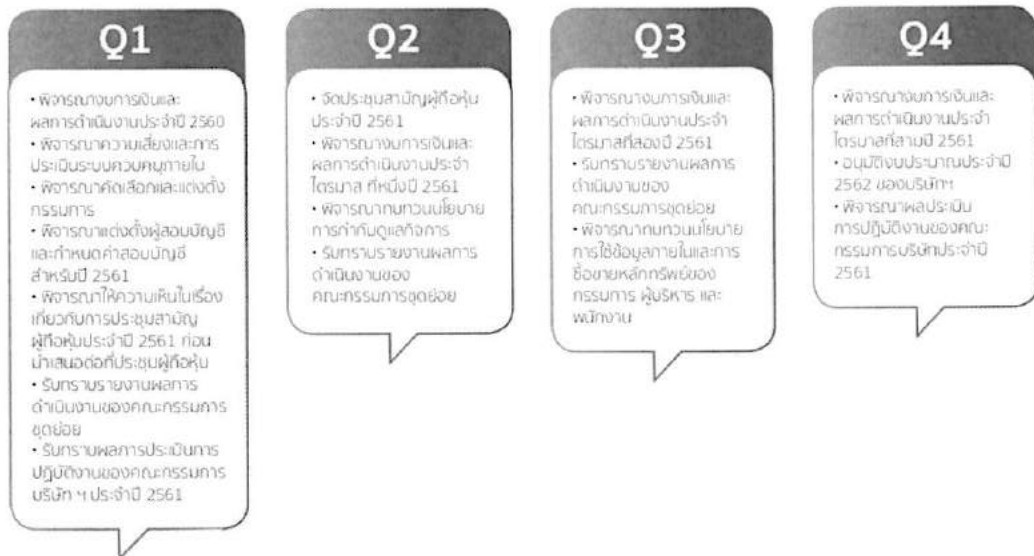 Q1
• พิจารณางบการเงินและ
ผลการดำเนินงานประจำปี 2560
• พิจารณาความเสี่ยงและการ
ประเมินระบบควบคุมภายใน
• พิจารณาคัดเลือกและแต่งตั้ง
กรรมการ
• พิจารณาแต่งตั้งผู้สอบบัญชี
และกำหนดค่าสอบบัญชี
สำหรับปี 2561
• พิจารณาให้ความเห็นในเรื่อง
เกี่ยวกับการประชุมสามัญ
ผู้ถือหุ้นประจำปี 2561 ก่อน
นำเสนอต่อที่ประชุมผู้ถือหุ้น
• รับทราบรายงานผลการ
ดำเนินงานของคณะกรรมการ
ชุดย่อย
• รับทราบผลการประเมินการ
ปฏิบัติงานของคณะกรรมการ
บริษัท ฯ ประจำปี 2561
Q2
• จัดประชุมสามัญผู้ถือหุ้น
ประจำปี 2561
• พิจารณางบการเงินและ
ผลการดำเนินงานประจำ
ไตรมาส ที่หนึ่งปี 2561
• พิจารณาทบทวนนโยบาย
การกำกับดูแลกิจการ
• รับทราบรายงานผลการ
ดำเนินงานของ
คณะกรรมการชุดย่อย
Q3
• พิจารณางบการเงินและ
ผลการดำเนินงานประจำ
ไตรมาสที่สองปี 2561
• รับทราบรายงานผลการ
ดำเนินงานของ
คณะกรรมการชุดย่อย
• พิจารณาทบทวนนโยบาย
การใช้ข้อมูลภายในและการ
ซื้อขายหลักทรัพย์ของ
กรรมการ ผู้บริหาร และ
พนักงาน
Q4
• พิจารณางบการเงินและ
ผลการดำเนินงานประจำ
ไตรมาสที่สามปี 2561
• อนุมัติงบประมาณประจำปี
2562 ของบริษัทฯ
• พิจารณาผลประเมิน
การปฏิบัติงานของคณะ
กรรมการบริษัทประจำปี
2561